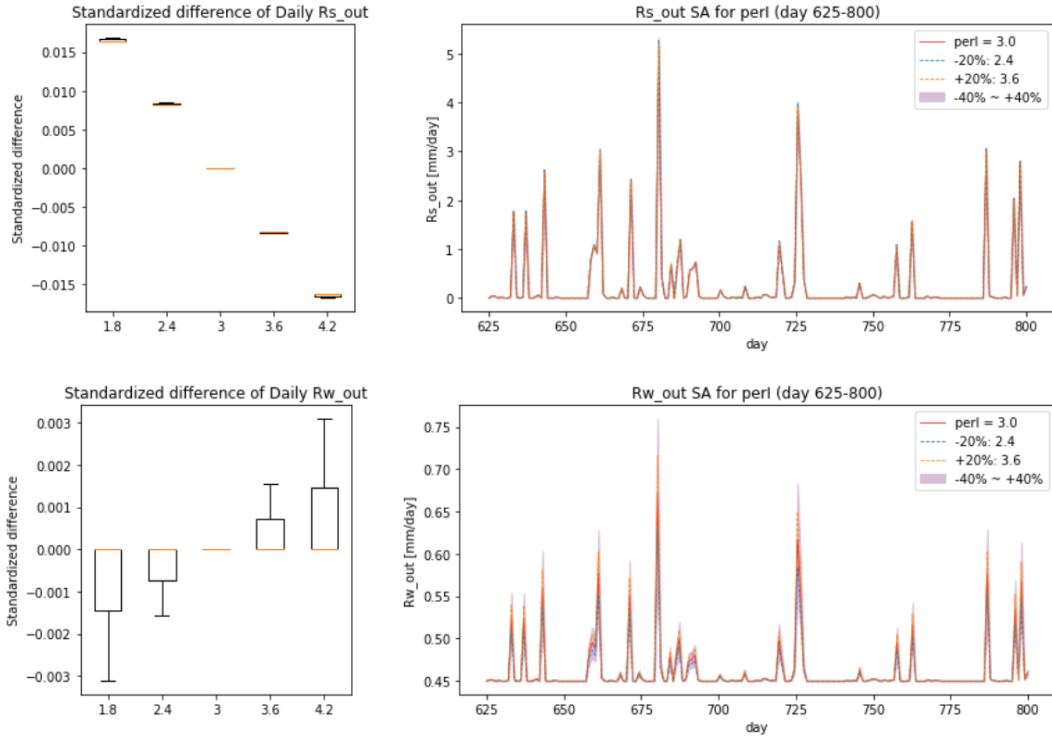 Standardized difference of Daily Rs_out
Standardized difference
0.015
0.010
0.005
0.000
−0.005
−0.010
−0.015
1.8 2.4 3 3.6 4.2
Rs_out SA for perI (day 625-800)
Rs_out [mm/day]
5
4
3
2
1
0
625 650 675 700 725 750 775 800
day
perI = 3.0
-20%: 2.4
+20%: 3.6
-40% ~ +40%
Standardized difference of Daily Rw_out
Standardized difference
0.003
0.002
0.001
0.000
−0.001
−0.002
−0.003
1.8 2.4 3 3.6 4.2
Rw_out SA for perI (day 625-800)
Rw_out [mm/day]
0.75
0.70
0.65
0.60
0.55
0.50
0.45
625 650 675 700 725 750 775 800
day
perI = 3.0
-20%: 2.4
+20%: 3.6
-40% ~ +40%